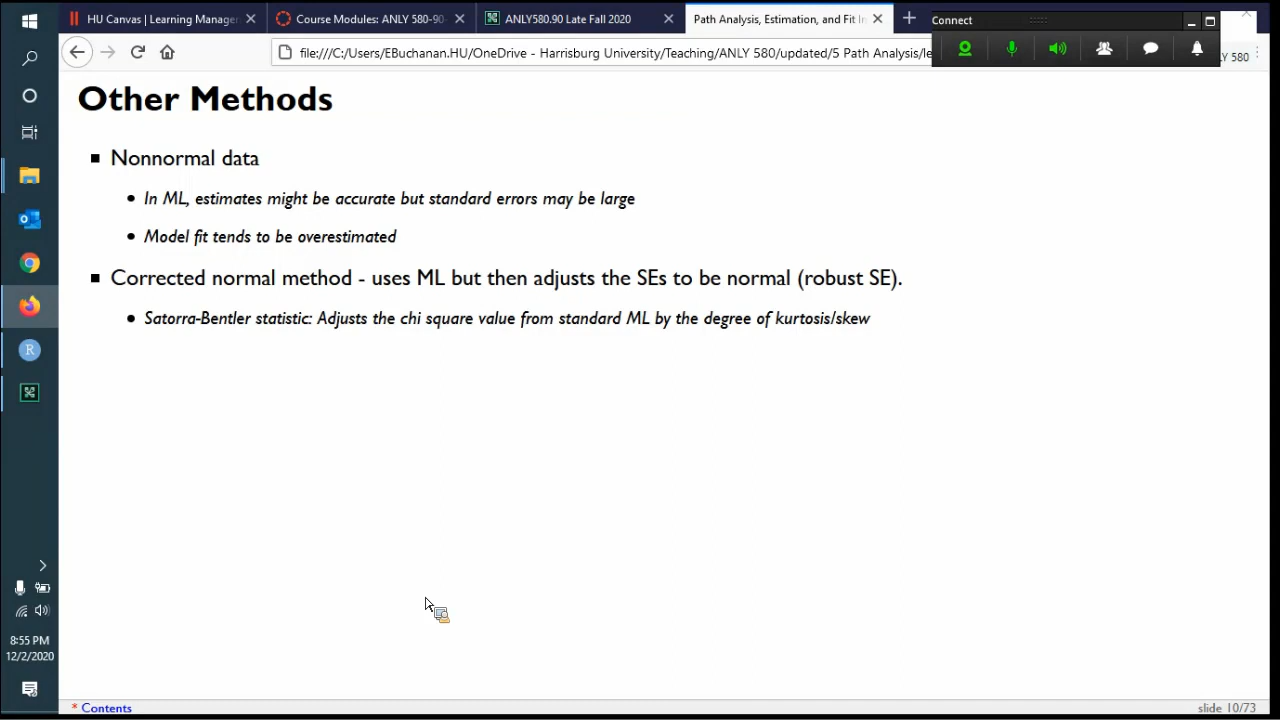 HU Canvas | Learning Manage
Course Modules: ANLY 580-90-
ANLY580.90 Late Fall 2020
Path Analysis, Estimation, and Fit In
Connect
file:///C:/Users/EBuchanan.HU/OneDrive - Harrisburg University/Teaching/ANLY 580/updated/5 Path Analysis/le
LY 580
Other Methods
Nonnormal data
In ML, estimates might be accurate but standard errors may be large
Model fit tends to be overestimated
Corrected normal method - uses ML but then adjusts the SEs to be normal (robust SE).
Satorra-Bentler statistic: Adjusts the chi square value from standard ML by the degree of kurtosis/skew
8:55 PM
12/2/2020
* Contents
slide 10/73